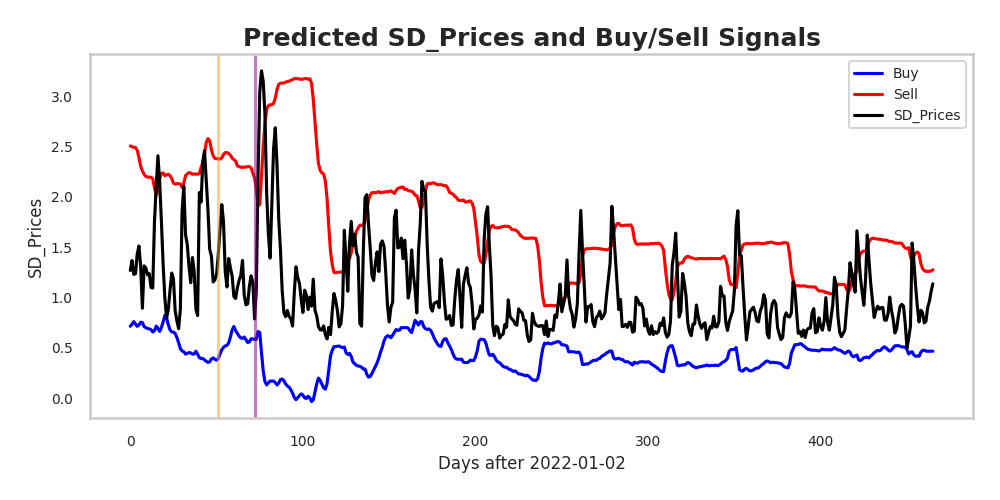 Predicted SD_Prices and Buy/Sell Signals
Buy
Sell
SD_Prices
3.0
2.5
2.0
1.5
1.0
0.5
0.0
SD_Prices
0 100 200 300 400
Days after 2022-01-02